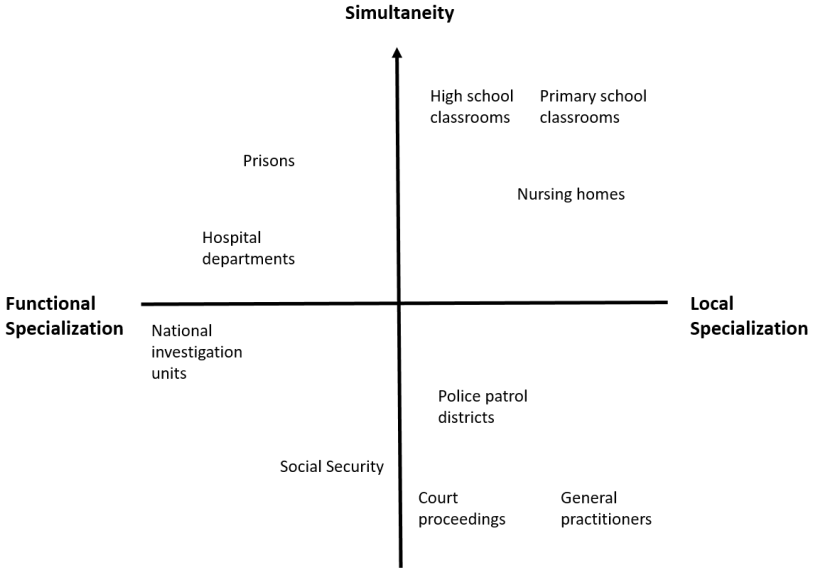 Simultaneity
High school
classrooms
Primary school
classrooms
Prisons
Nursing homes
Hospital
departments
Functional
Specialization
Local
Specialization
National
investigation
units
Police patrol
districts
Social Security
Court
proceedings
General
practitioners